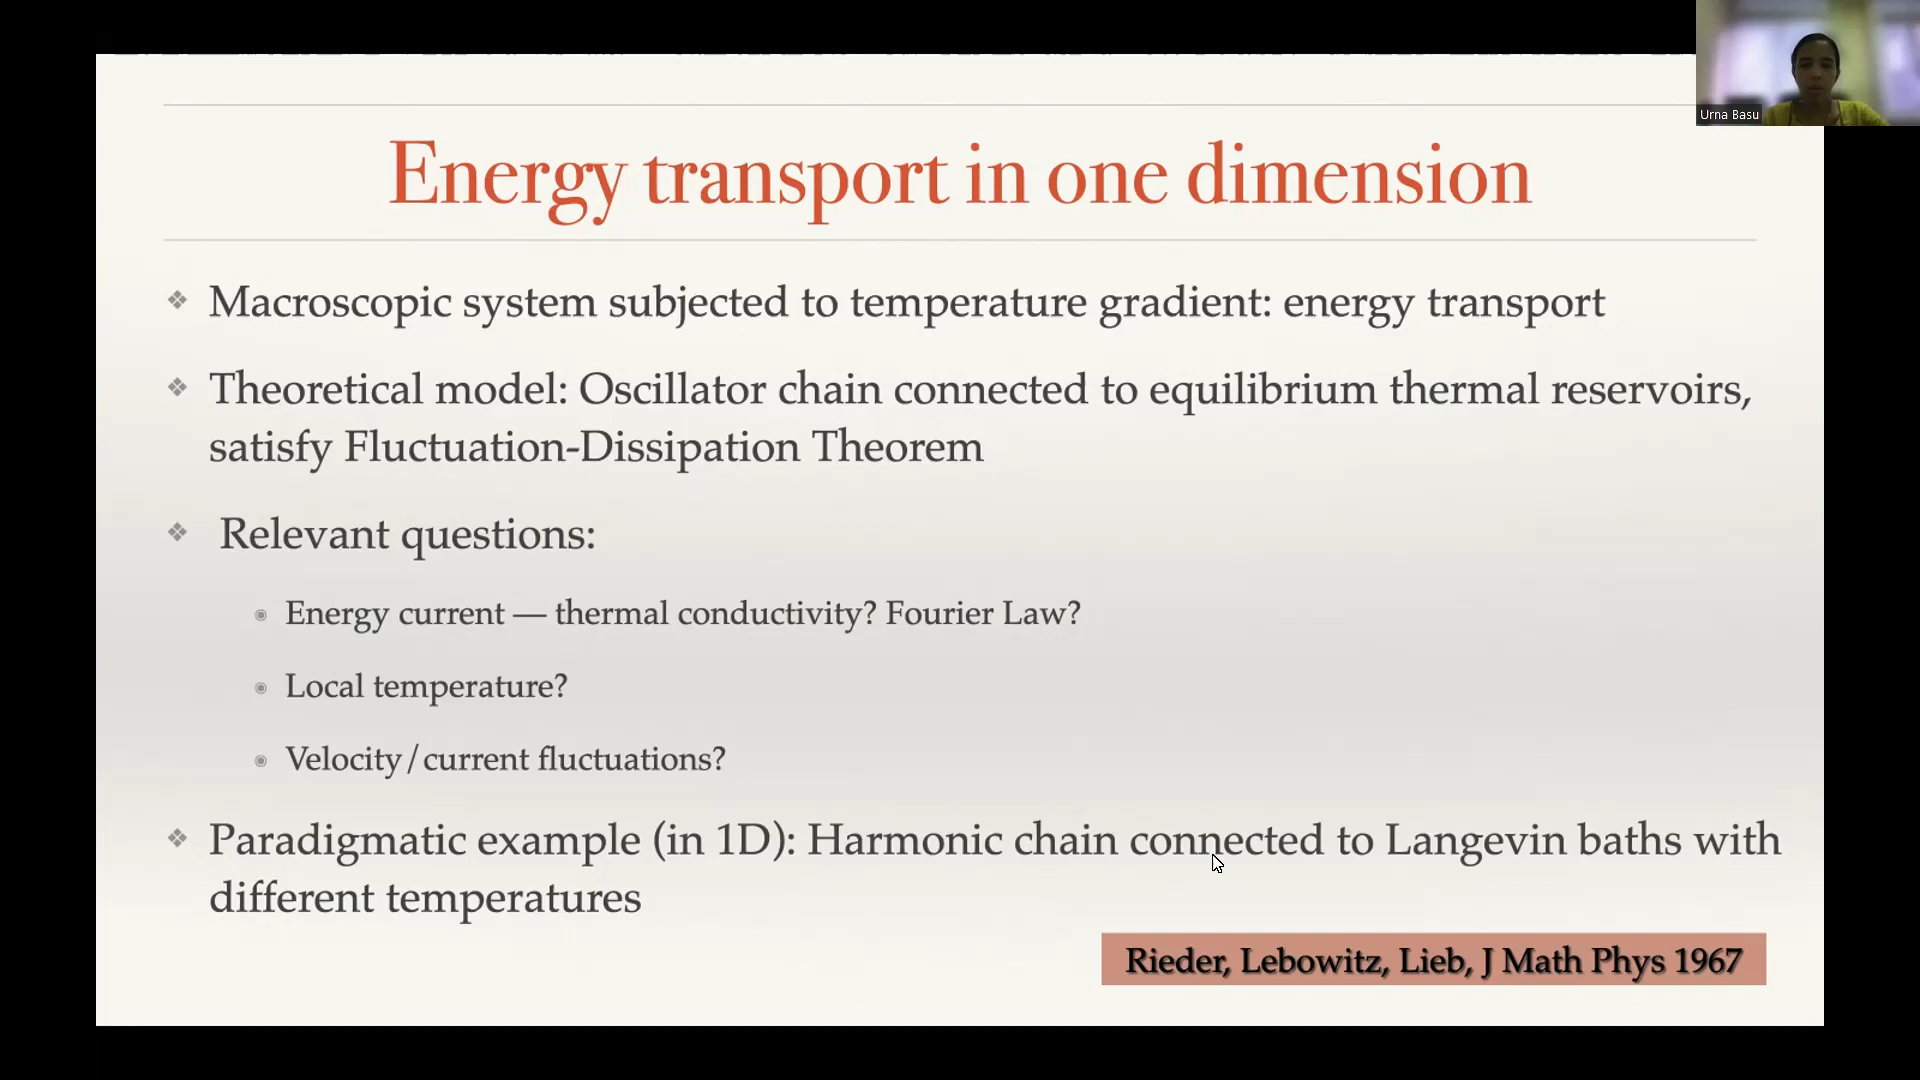 Urna Basu
Energy transport in one dimension
❖ Macroscopic system subjected to temperature gradient: energy transport
❖ Theoretical model: Oscillator chain connected to equilibrium thermal reservoirs,
satisfy Fluctuation-Dissipation Theorem
❖ Relevant questions:
◉ Energy current — thermal conductivity? Fourier Law?
◉ Local temperature?
◉ Velocity/current fluctuations?
❖ Paradigmatic example (in 1D): Harmonic chain connected to Langevin baths with
different temperatures
Rieder, Lebowitz, Lieb, J Math Phys 1967